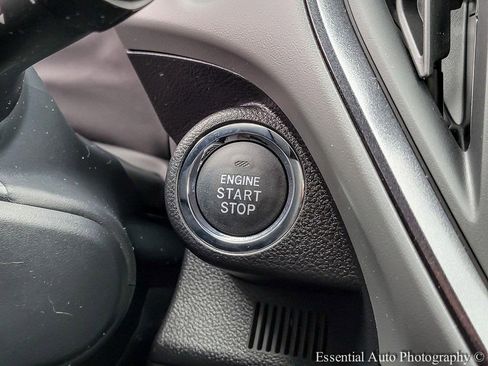 ENGINE
START
STOP
Essential Auto Photography©